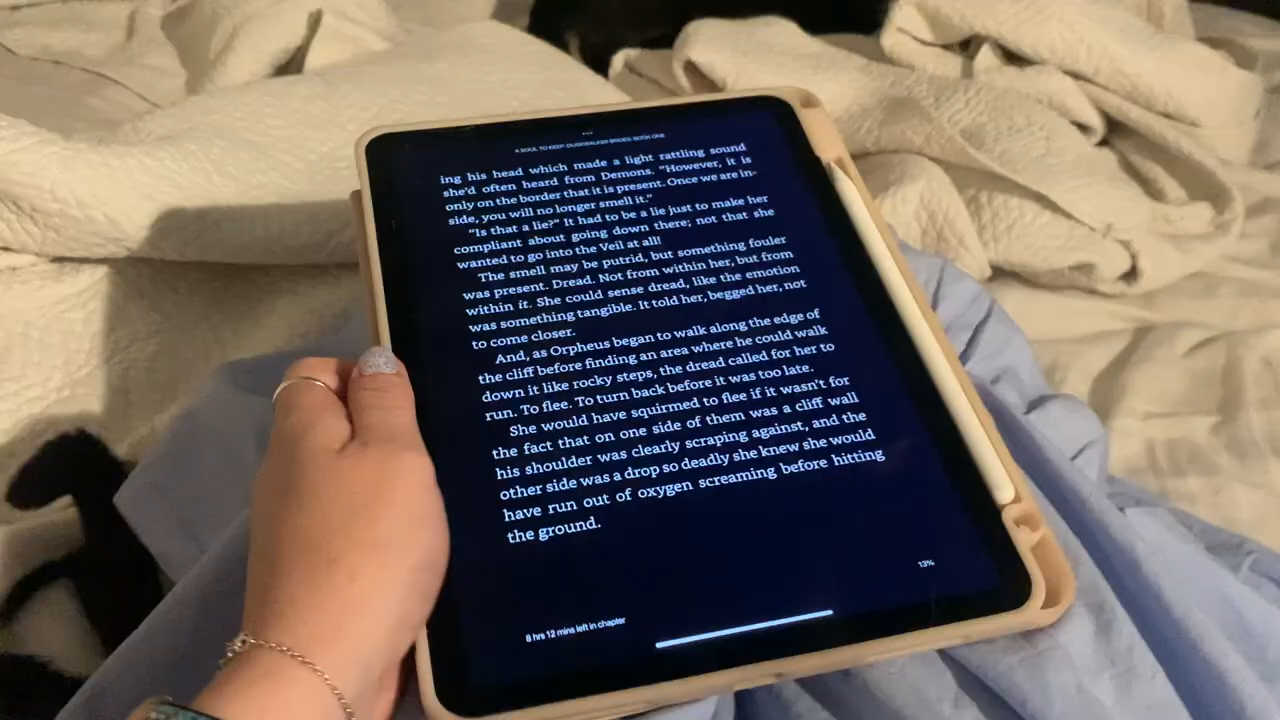 A SOUL TO KEEP: DUSKWALKER BRIDES: BOOK ONE
ing his head which made a light rattling sound
she'd often heard from Demons. “However, it is
only on the border that it is present. Once we are in-
side, you will no longer smell it.”
“Is that a lie?” It had to be a lie just to make her
compliant about going down there; not that she
wanted to go into the Veil at all!
The smell may be putrid, but something fouler
was present. Dread. Not from within her, but from
within it. She could sense dread, like the emotion
was something tangible. It told her, begged her, not
to come closer.
And, as Orpheus began to walk along the edge of
the cliff before finding an area where he could walk
down it like rocky steps, the dread called for her to
run. To flee. To turn back before it was too late.
She would have squirmed to flee if it wasn't for
the fact that on one side of them was a cliff wall
his shoulder was clearly scraping against, and the
other side was a drop so deadly she knew she would
have run out of oxygen screaming before hitting
the ground.
13%
8 hrs 12 mins left in chapter